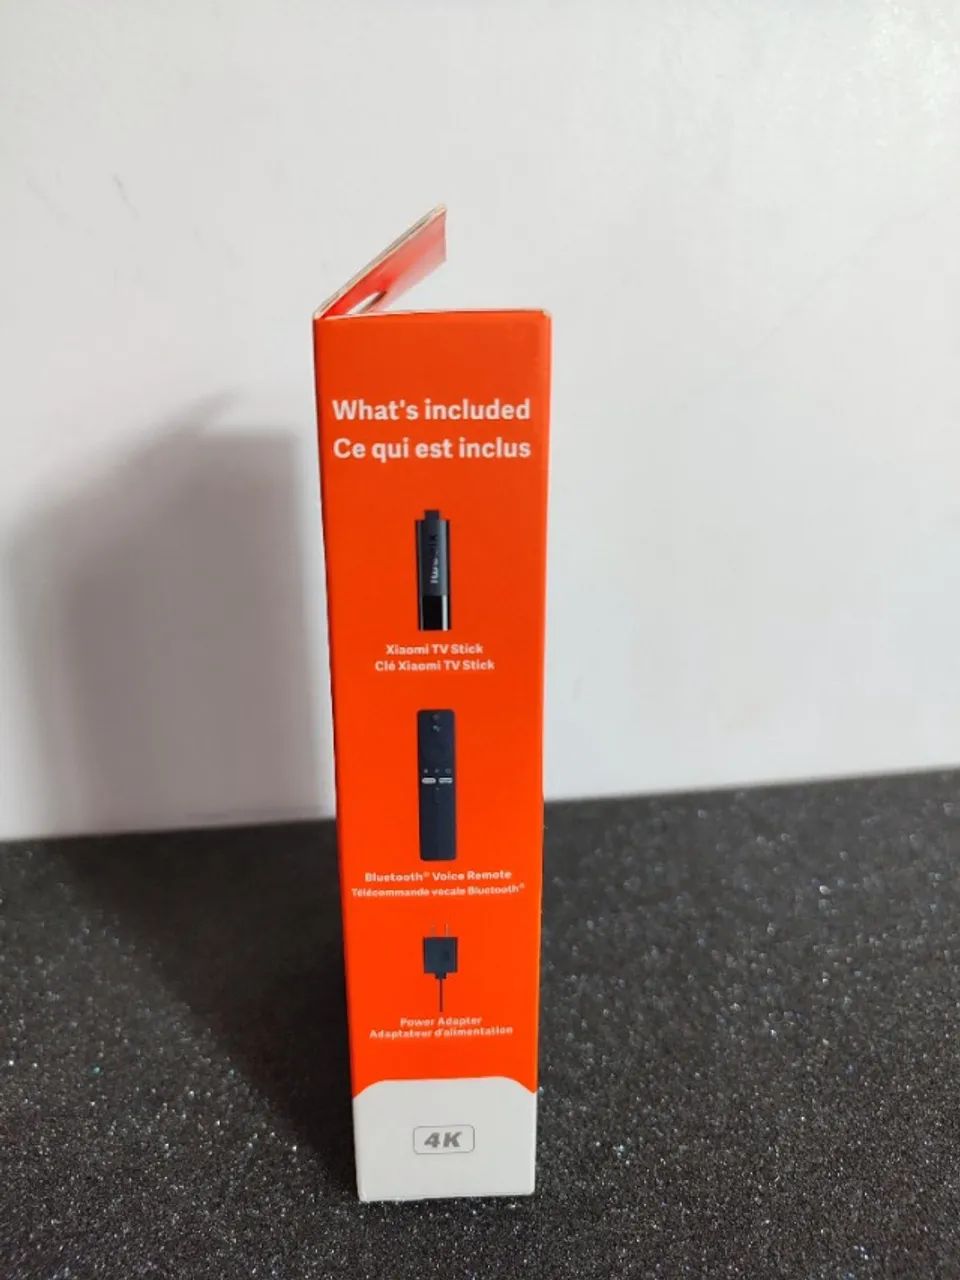 What's included
Ce qui est inclus
xiaomi
Xiaomi TV Stick
Clé Xiaomi TV Stick
Bluetooth® Voice Remote
Télécommande vocale Bluetooth®
Power Adapter
Adaptateur d'alimentation
4K